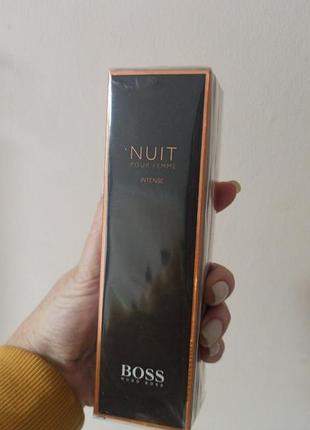 NUIT
POUR FEMME
INTENSE
BOSS
HUGO BOSS